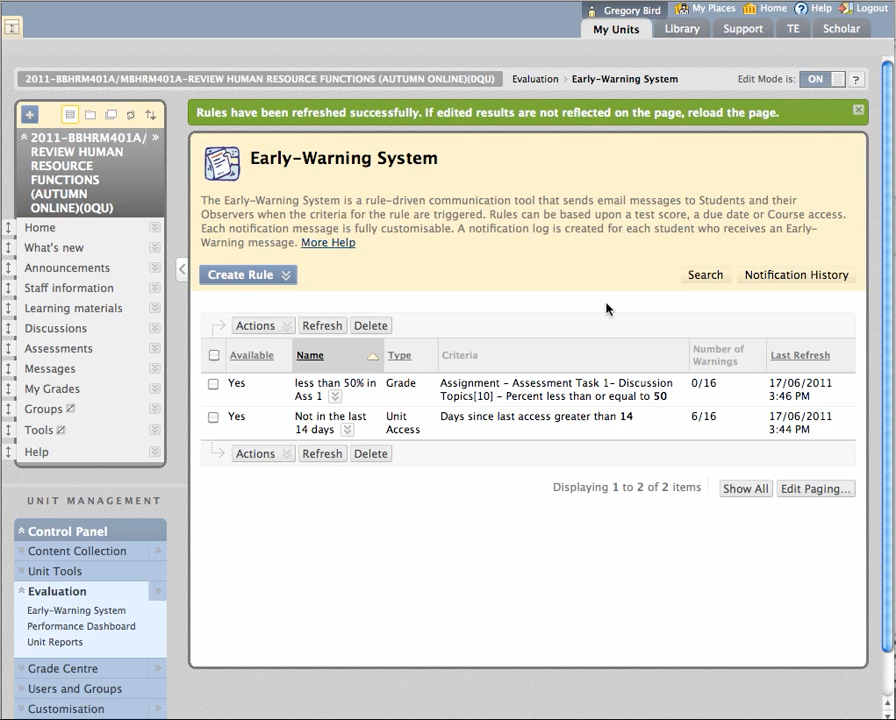 Gregory Bird My Places Home Help Logout
My Units Library Support TE Scholar
2011-BBHRM401A/MBHRM401A-REVIEW HUMAN RESOURCE FUNCTIONS (AUTUMN ONLINE)(0QU) Evaluation > Early-Warning System Edit Mode is: ON ?
Rules have been refreshed successfully. If edited results are not reflected on the page, reload the page.
2011-BBHRM401A/
REVIEW HUMAN
RESOURCE
FUNCTIONS
(AUTUMN
ONLINE)(0QU)
Home
What's new
Announcements
Staff information
Learning materials
Discussions
Assessments
Messages
My Grades
Groups
Tools
Help
UNIT MANAGEMENT
Control Panel
Content Collection
Unit Tools
Evaluation
Early-Warning System
Performance Dashboard
Unit Reports
Grade Centre
Users and Groups
Customisation
Early-Warning System
The Early-Warning System is a rule-driven communication tool that sends email messages to Students and their
Observers when the criteria for the rule are triggered. Rules can be based upon a test score, a due date or Course access.
Each notification message is fully customisable. A notification log is created for each student who receives an Early-
Warning message. More Help
Create Rule Search Notification History
Actions Refresh Delete
Available Name Type Criteria Number of Warnings Last Refresh
Yes less than 50% in Ass 1 Grade Assignment - Assessment Task 1- Discussion Topics[10] - Percent less than or equal to 50 0/16 17/06/2011 3:46 PM
Yes Not in the last 14 days Unit Access Days since last access greater than 14 6/16 17/06/2011 3:44 PM
Actions Refresh Delete
Displaying 1 to 2 of 2 items Show All Edit Paging...